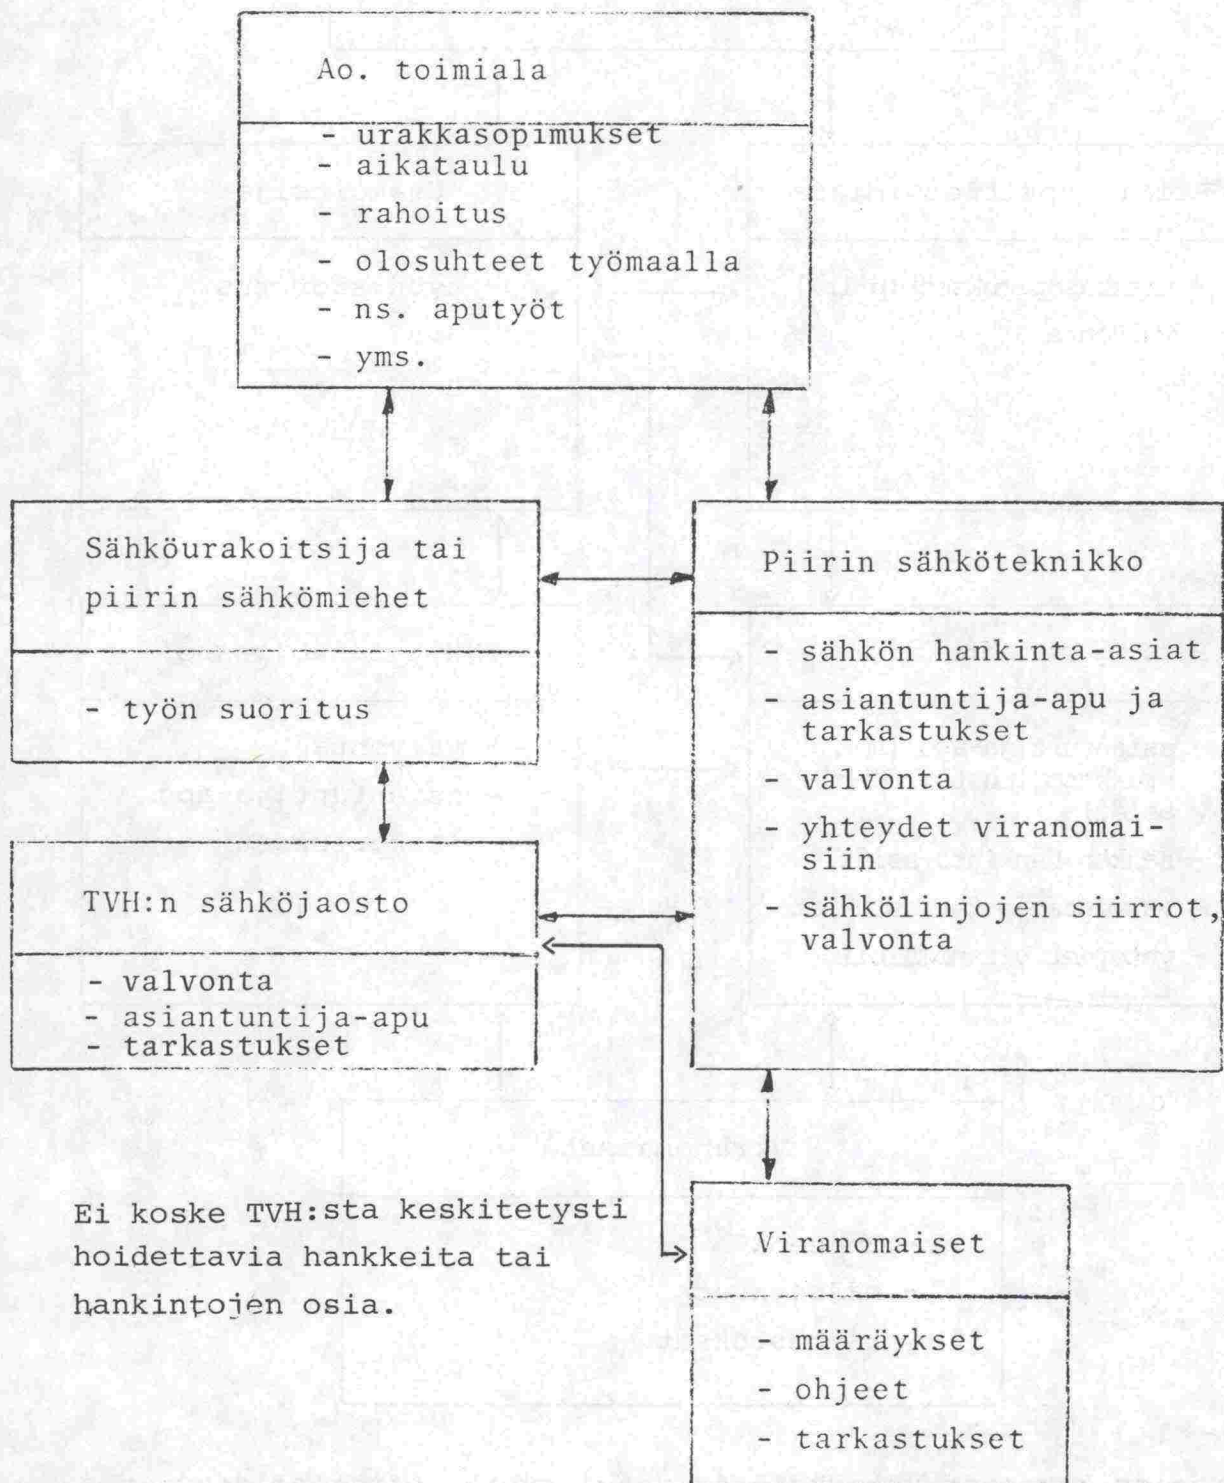 Ao. toimiala
- urakkasopimukset
- aikataulu
- rahoitus
- olosuhteet työmaalla
- ns. aputyöt
- yms.
Sähköurakoitsija tai
piirin sähkömiehet
- työn suoritus
Piirin sähköteknikko
- sähkön hankinta-asiat
- asiantuntija-apu ja
tarkastukset
- valvonta
- yhteydet viranomai-
siin
- sähkölinjojen siirrot,
valvonta
TVH:n sähköjaosto
- valvonta
- asiantuntija-apu
- tarkastukset
Ei koske TVH:sta keskitetysti
hoidettavia hankkeita tai
hankintojen osia.
Viranomaiset
- määräykset
- ohjeet
- tarkastukset